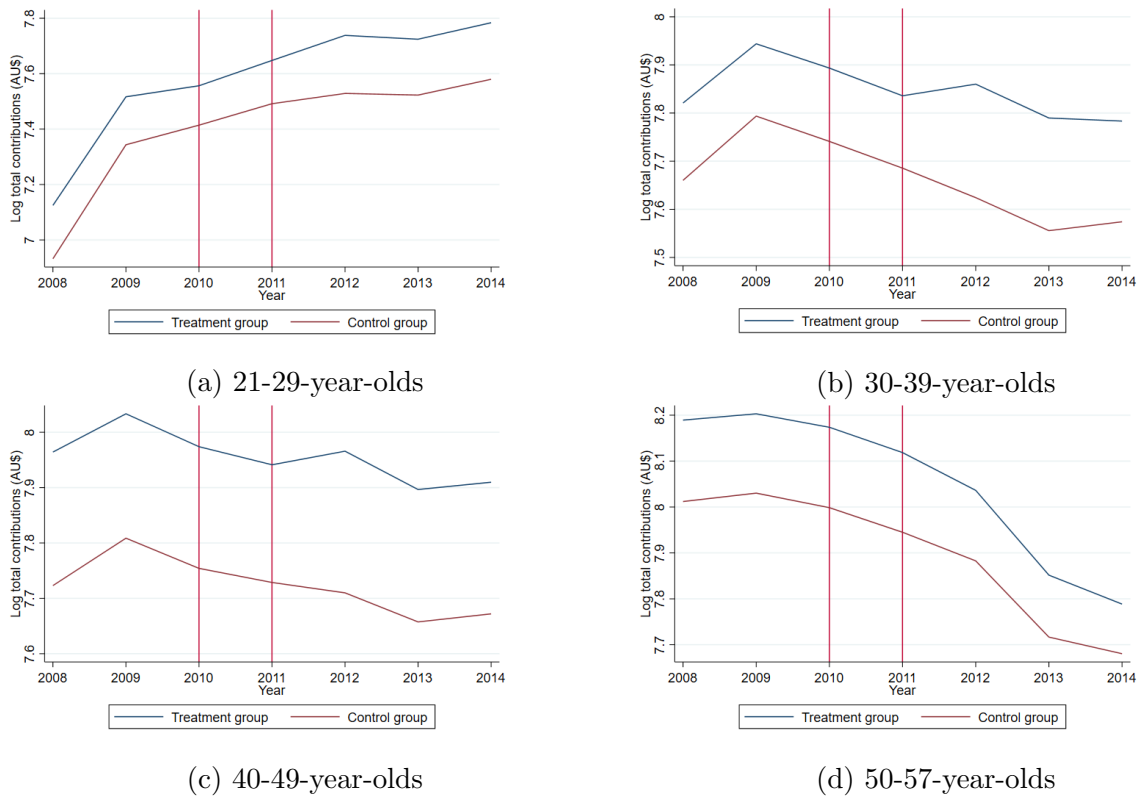 Log total contributions (AU$)
7.8
7.6
7.4
7.2
7
2008 2009 2010 2011 2012 2013 2014
Year
Treatment group Control group
(a) 21-29-year-olds
Log total contributions (AU$)
8
7.9
7.8
7.7
7.6
7.5
2008 2009 2010 2011 2012 2013 2014
Year
Treatment group Control group
(b) 30-39-year-olds
Log total contributions (AU$)
8
7.9
7.8
7.7
7.6
2008 2009 2010 2011 2012 2013 2014
Year
Treatment group Control group
(c) 40-49-year-olds
Log total contributions (AU$)
8.2
8.1
8
7.9
7.8
7.7
2008 2009 2010 2011 2012 2013 2014
Year
Treatment group Control group
(d) 50-57-year-olds